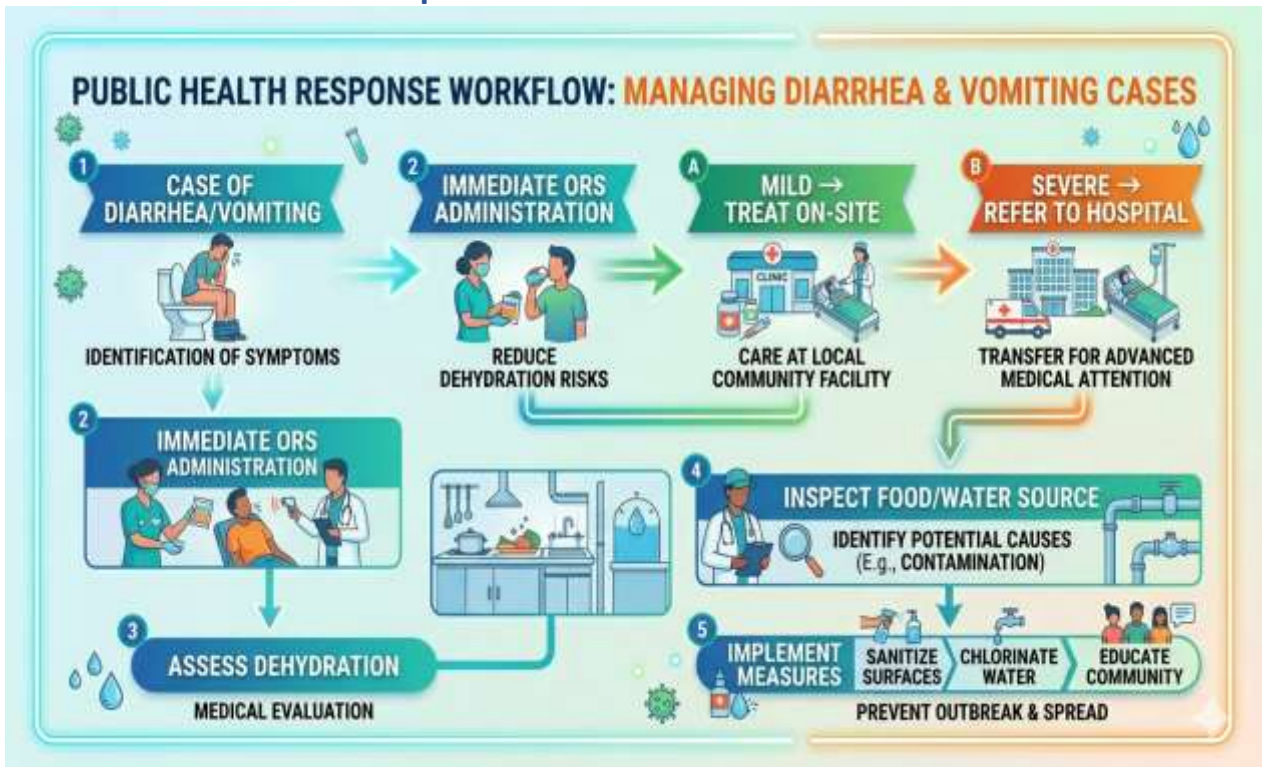 PUBLIC HEALTH RESPONSE WORKFLOW: MANAGING DIARRHEA & VOMITING CASES
1
CASE OF
DIARRHEA/VOMITING
IDENTIFICATION OF SYMPTOMS
2
IMMEDIATE ORS
ADMINISTRATION
REDUCE
DEHYDRATION RISKS
A
MILD →
TREAT ON-SITE
CLINIC
CARE AT LOCAL
COMMUNITY FACILITY
B
SEVERE →
REFER TO HOSPITAL
TRANSFER FOR ADVANCED
MEDICAL ATTENTION
2
IMMEDIATE ORS
ADMINISTRATION
3
ASSESS DEHYDRATION
MEDICAL EVALUATION
4
INSPECT FOOD/WATER SOURCE
IDENTIFY POTENTIAL CAUSES
(E.g., CONTAMINATION)
5
IMPLEMENT
MEASURES
SANITIZE
SURFACES
CHLORINATE
WATER
EDUCATE
COMMUNITY
PREVENT OUTBREAK & SPREAD